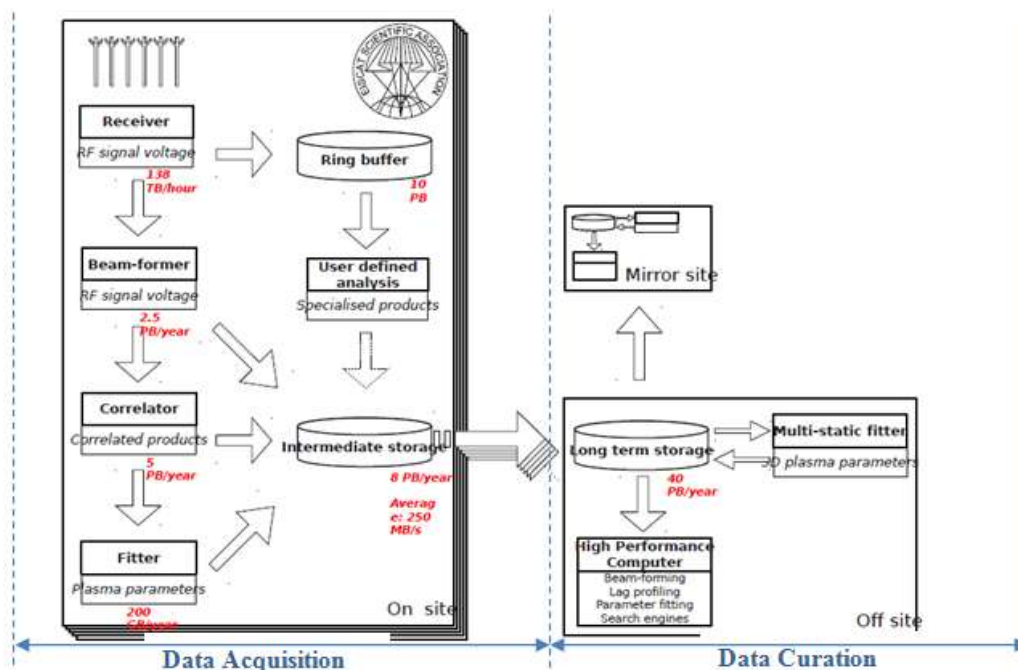 EISCAT SCIENTIFIC ASSOCIATION
Receiver
RF signal voltage
138
TB/hour
Ring buffer
10
PB
Beam-former
RF signal voltage
2.5
PB/year
User defined
analysis
Specialised products
Correlator
Correlated products
5
PB/year
Intermediate storage
8 PB/year
Averag
e: 250
MB/s
Fitter
Plasma parameters
200
GB/year
On site
Mirror site
Long term storage
40
PB/year
Multi-static fitter
3D plasma parameters
High Performance
Computer
Beam-forming
Lag profiling
Parameter fitting
Search engines
Off site
Data Acquisition
Data Curation